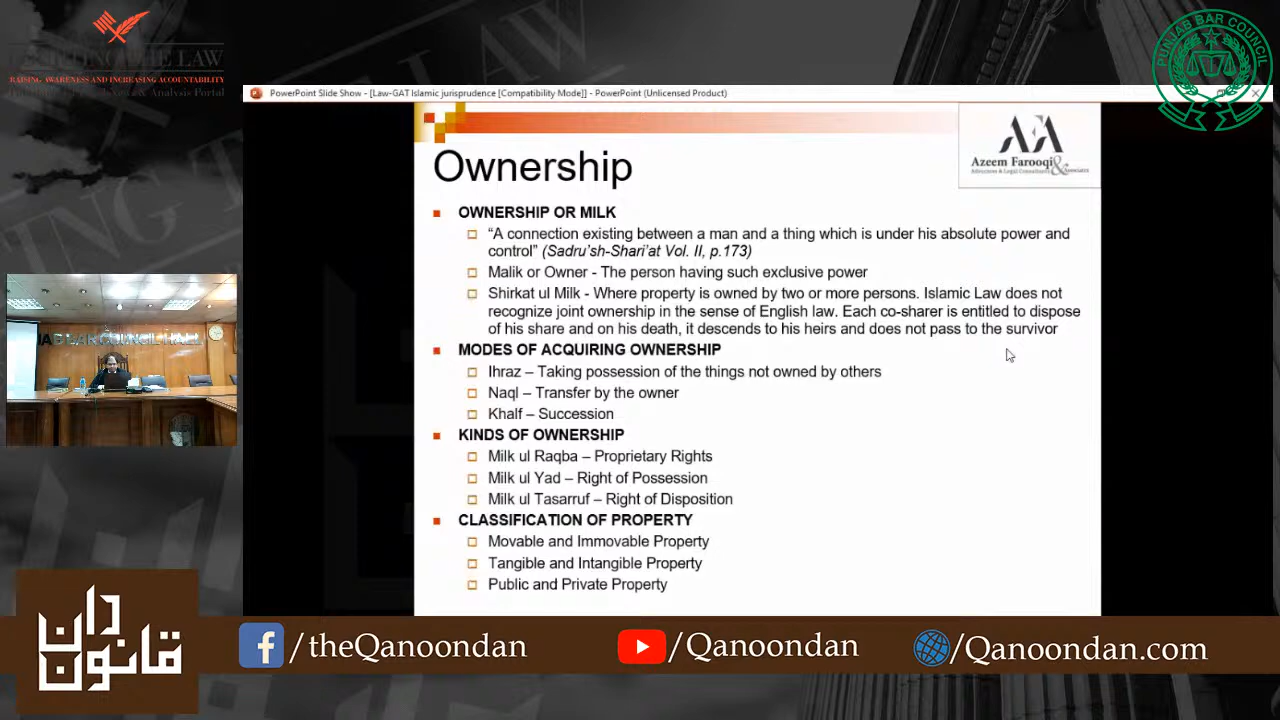 RAISING AWARENESS AND INCREASING ACCOUNTABILITY
PUNJAB BAR COUNCIL
PowerPoint Slide Show - [Law-GAT Islamic jurisprudence [Compatibility Mode]] - PowerPoint (Unlicensed Product)
AFA
Azeem Farooqi &
Advocates & Legal Consultants Associates
Ownership
OWNERSHIP OR MILK
“A connection existing between a man and a thing which is under his absolute power and
control” (Sadru’sh-Shari’at Vol. II, p.173)
Malik or Owner - The person having such exclusive power
Shirkat ul Milk - Where property is owned by two or more persons. Islamic Law does not
recognize joint ownership in the sense of English law. Each co-sharer is entitled to dispose
of his share and on his death, it descends to his heirs and does not pass to the survivor
MODES OF ACQUIRING OWNERSHIP
Ihraz – Taking possession of the things not owned by others
Naql – Transfer by the owner
Khalf – Succession
KINDS OF OWNERSHIP
Milk ul Raqba – Proprietary Rights
Milk ul Yad – Right of Possession
Milk ul Tasarruf – Right of Disposition
CLASSIFICATION OF PROPERTY
Movable and Immovable Property
Tangible and Intangible Property
Public and Private Property
BAR COUNCIL HALL
قانون دان
/theQanoondan
/Qanoondan
/Qanoondan.com